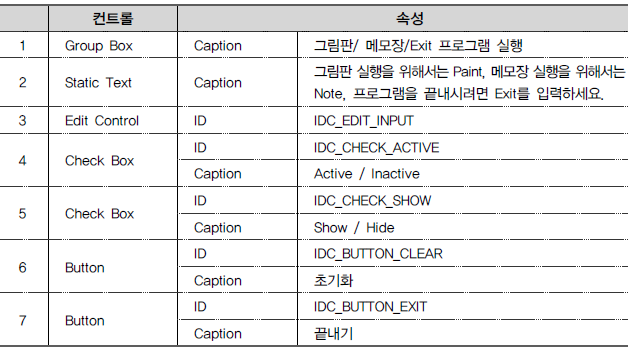 컨트롤 속성
1 Group Box Caption 그림판/ 메모장/Exit 프로그램 실행
2 Static Text Caption 그림판 실행을 위해서는 Paint, 메모장 실행을 위해서는
Note, 프로그램을 끝내시려면 Exit를 입력하세요.
3 Edit Control ID IDC_EDIT_INPUT
4 Check Box ID IDC_CHECK_ACTIVE
Caption Active / Inactive
5 Check Box ID IDC_CHECK_SHOW
Caption Show / Hide
6 Button ID IDC_BUTTON_CLEAR
Caption 초기화
7 Button ID IDC_BUTTON_EXIT
Caption 끝내기